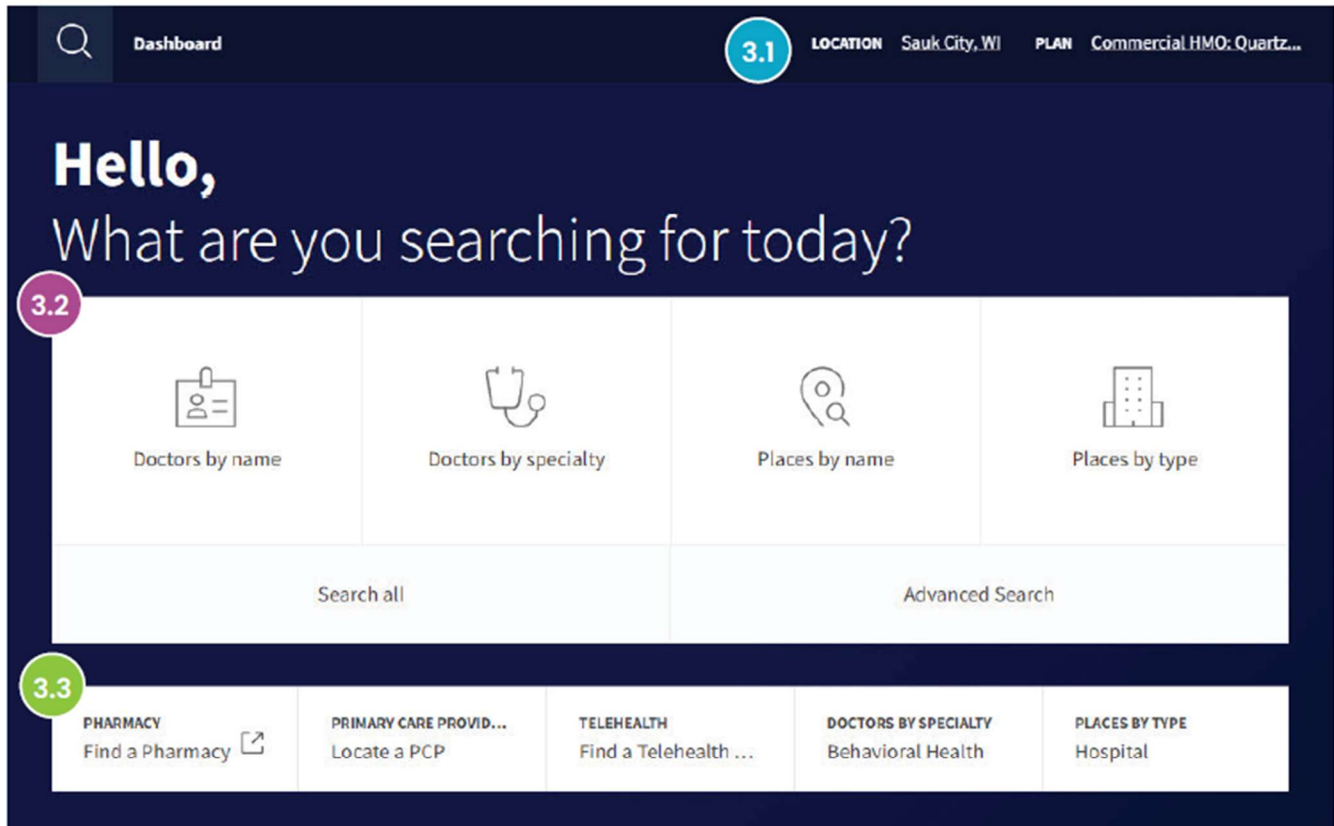 Dashboard
3.1
LOCATION Sauk City, WI PLAN Commercial HMO: Quartz...
Hello,
What are you searching for today?
3.2
Doctors by name
Doctors by specialty
Places by name
Places by type
Search all
Advanced Search
3.3
PHARMACY
Find a Pharmacy
PRIMARY CARE PROVID...
Locate a PCP
TELEHEALTH
Find a Telehealth ...
DOCTORS BY SPECIALTY
Behavioral Health
PLACES BY TYPE
Hospital